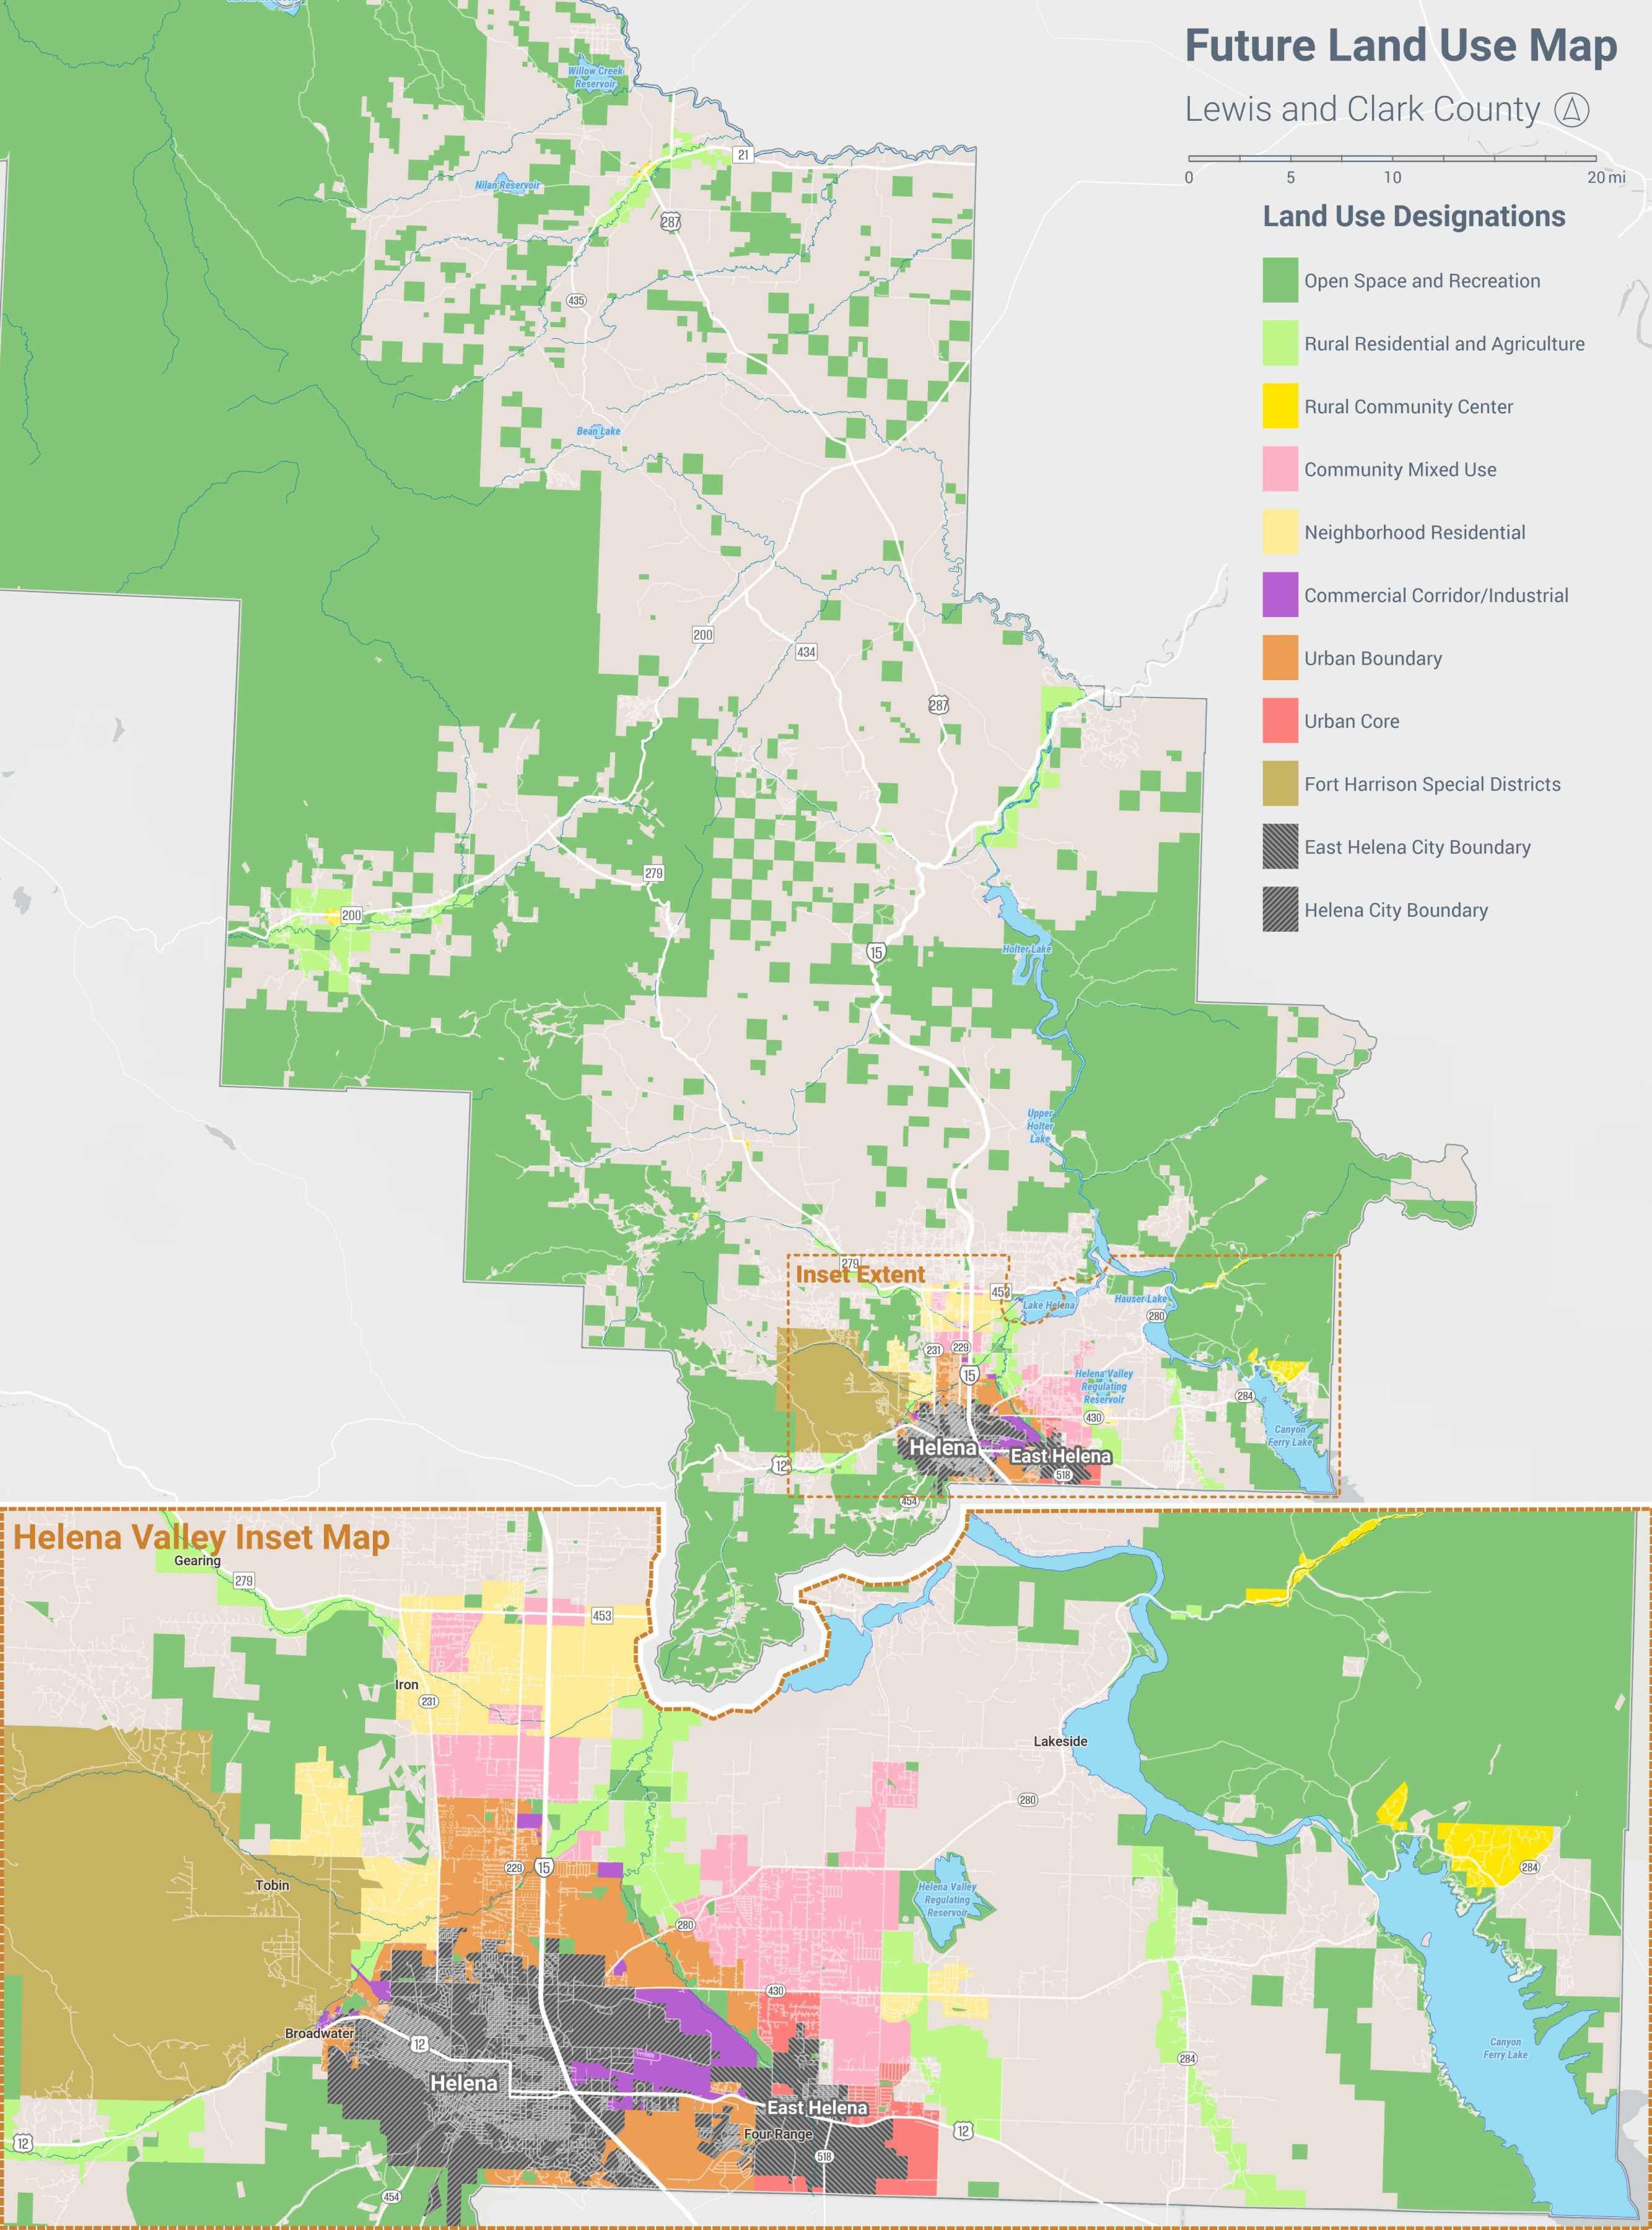 Future Land Use Map
Lewis and Clark County
0 5 10 20 mi
Land Use Designations
Open Space and Recreation
Rural Residential and Agriculture
Rural Community Center
Community Mixed Use
Neighborhood Residential
Commercial Corridor/Industrial
Urban Boundary
Urban Core
Fort Harrison Special Districts
East Helena City Boundary
Helena City Boundary
Willow Creek
Reservoir
21
Nilan Reservoir
287
435
Bean Lake
200
434
287
279
200
15
Holter Lake
Upper
Holter
Lake
279
Inset Extent
453
Lake Helena
Hauser Lake
280
231
229
15
Helena Valley
Regulating
Reservoir
284
430
Canyon
Ferry Lake
Helena
East Helena
12
518
454
Helena Valley Inset Map
Gearing
279
453
Iron
231
Lakeside
280
284
229
15
Tobin
Helena Valley
Regulating
Reservoir
280
430
Broadwater
12
Canyon
Ferry Lake
284
Helena
East Helena
Four Range
12
12
518
454